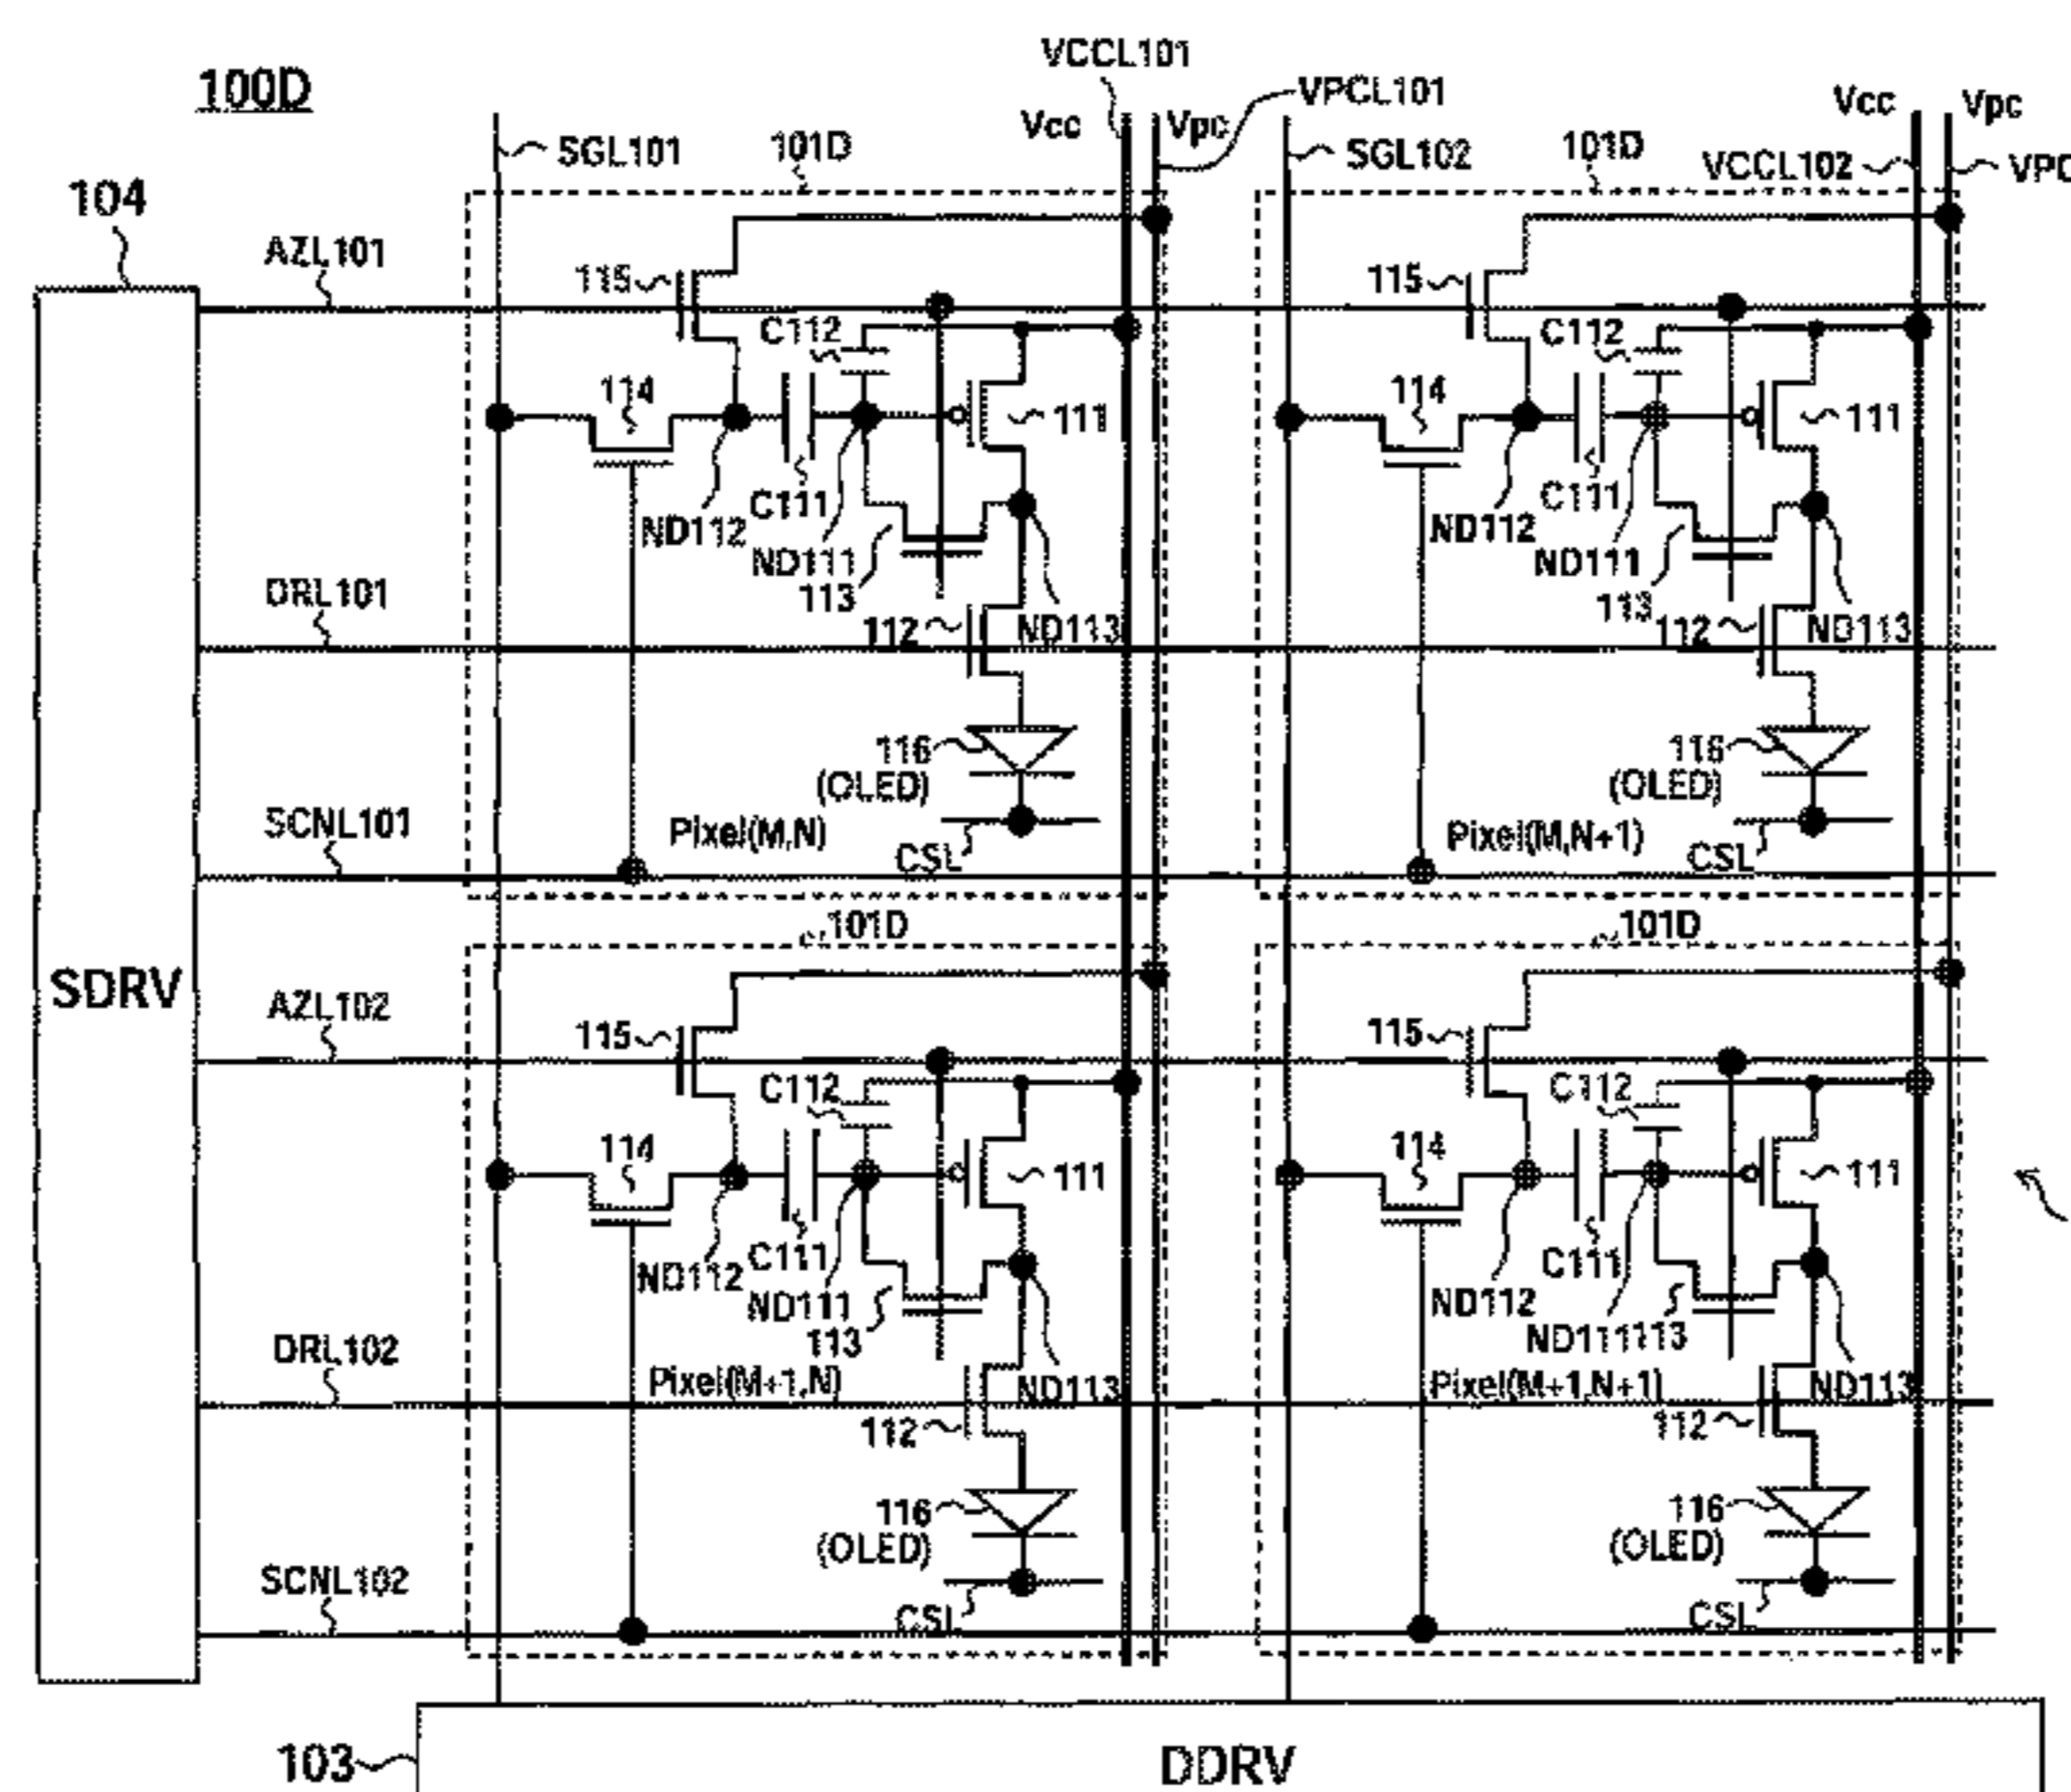 100D
VCCL101
VPCL101
Vcc
Vpc
SGL101
101D
SGL102
101D
Vcc
Vpc
VCCL102
VPC
104
AZL101
115
C112
114
111
C111
ND112
ND111
113
DRL101
112
ND113
116
(OLED)
SCNL101
Pixel(M,N)
CSL
115
C112
114
111
C111
ND112
ND111
113
112
ND113
116
(OLED)
Pixel(M,N+1)
CSL
101D
101D
SDRV
AZL102
115
C112
114
111
C111
ND112
ND111
113
DRL102
Pixel(M+1,N)
ND113
112
116
(OLED)
SCNL102
CSL
115
C112
114
111
C111
ND112
ND111
113
Pixel(M+1,N+1)
ND113
112
116
(OLED)
CSL
103
DDRV